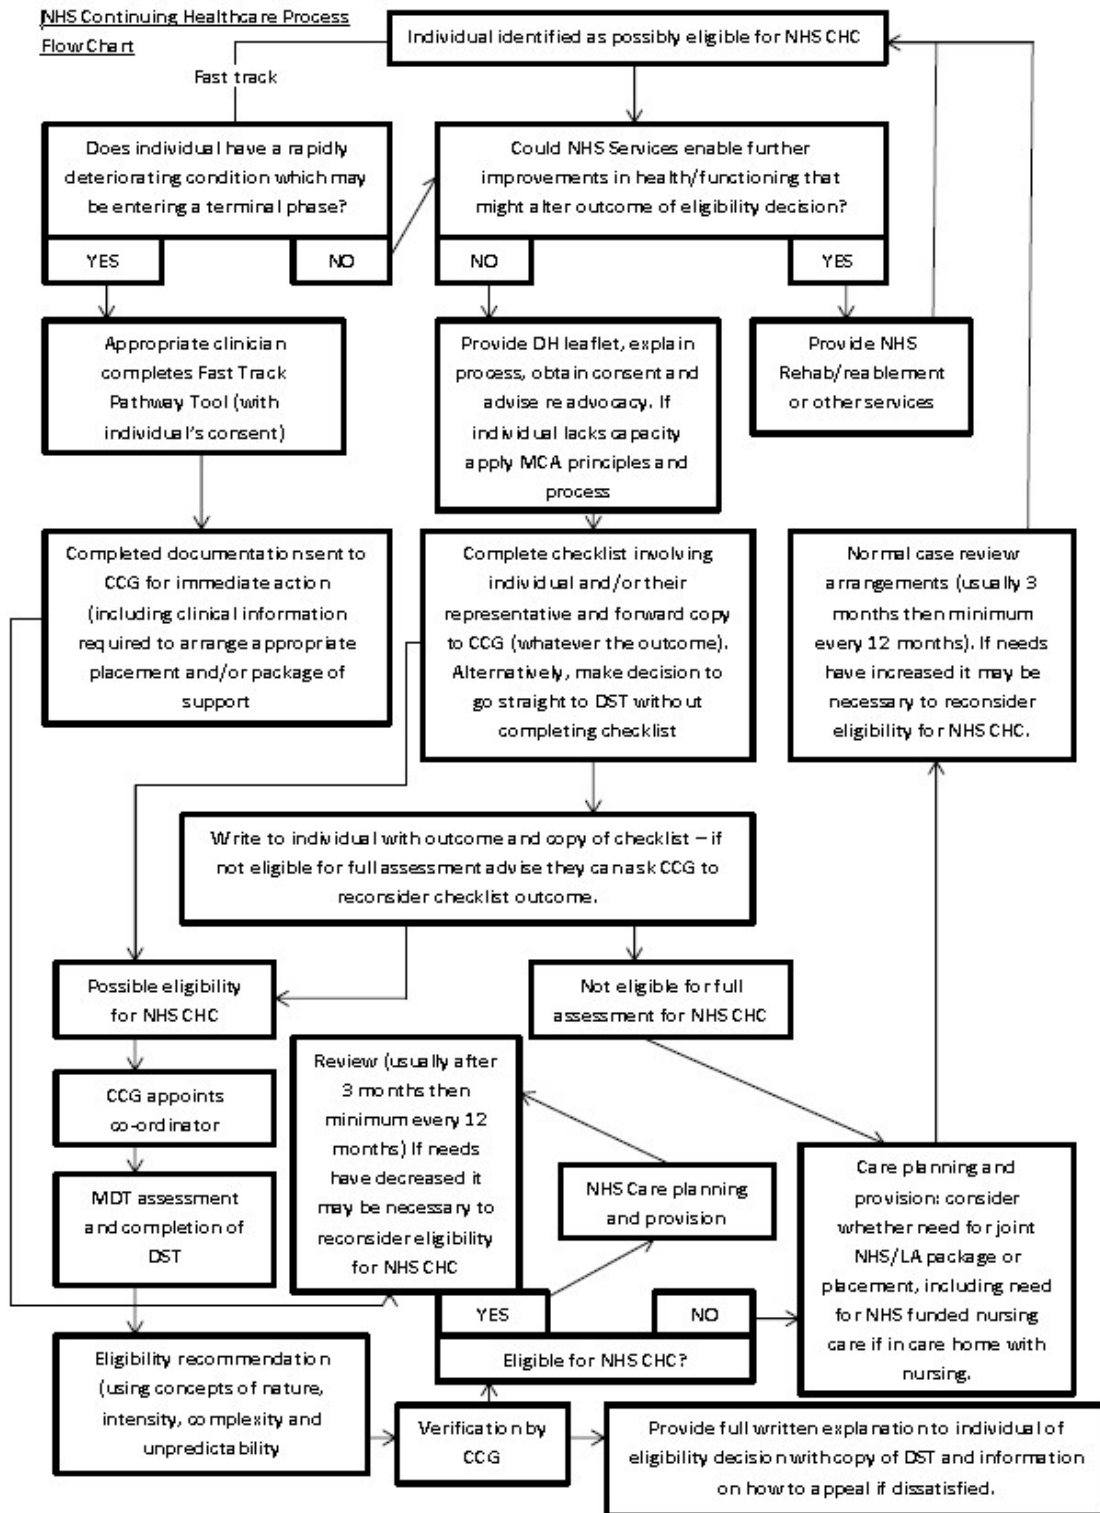 NHS Continuing Healthcare Process
Flow Chart
Individual identified as possibly eligible for NHS CHC
Fast track
Does individual have a rapidly
deteriorating condition which may
be entering a terminal phase?
YES
NO
Could NHS Services enable further
improvements in health/functioning that
might alter outcome of eligibility decision?
NO
YES
Appropriate clinician
completes Fast Track
Pathway Tool (with
individual's consent)
Provide DH leaflet, explain
process, obtain consent and
advise re advocacy. If
individual lacks capacity
apply MCA principles and
process
Provide NHS
Rehab/reablement
or other services
Completed documentation sent to
CCG for immediate action
(including clinical information
required to arrange appropriate
placement and/or package of
support
Complete checklist involving
individual and/or their
representative and forward copy
to CCG (whatever the outcome).
Alternatively, make decision to
go straight to DST without
completing checklist
Normal case review
arrangements (usually 3
months then minimum
every 12 months). If needs
have increased it may be
necessary to reconsider
eligibility for NHS CHC.
Write to individual with outcome and copy of checklist – if
not eligible for full assessment advise they can ask CCG to
reconsider checklist outcome.
Possible eligibility
for NHS CHC
Not eligible for full
assessment for NHS CHC
CCG appoints
co-ordinator
Review (usually after
3 months then
minimum every 12
months) If needs
have decreased it
may be necessary to
reconsider eligibility
for NHS CHC
NHS Care planning
and provision
Care planning and
provision: consider
whether need for joint
NHS/LA package or
placement, including need
for NHS funded nursing
care if in care home with
nursing.
MDT assessment
and completion of
DST
YES
NO
Eligible for NHS CHC?
Eligibility recommendation
(using concepts of nature,
intensity, complexity and
unpredictability
Verification by
CCG
Provide full written explanation to individual of
eligibility decision with copy of DST and information
on how to appeal if dissatisfied.